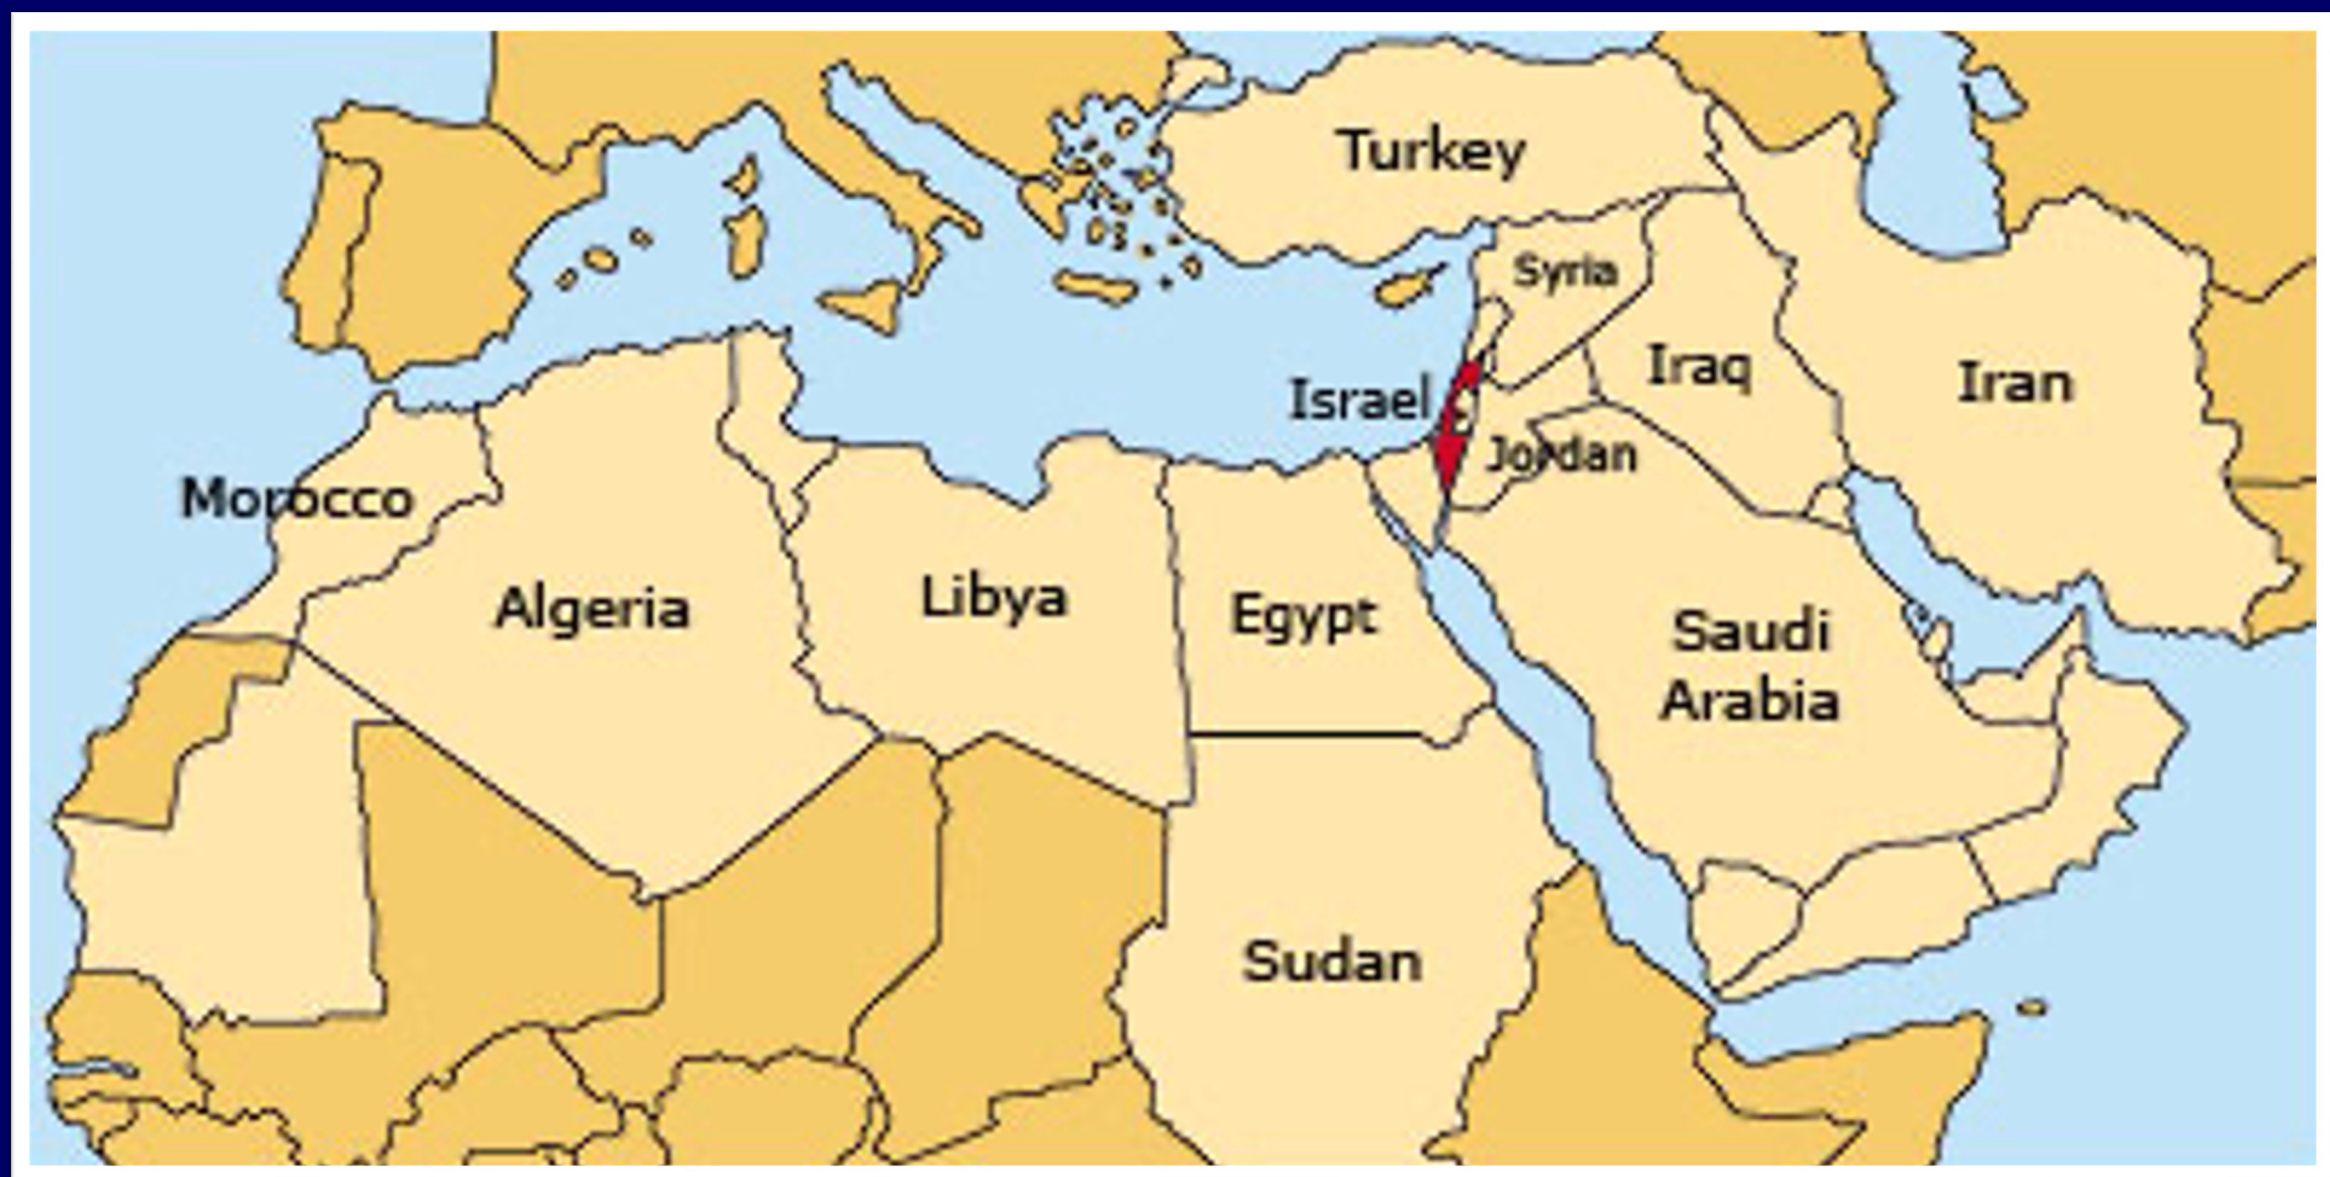 Turkey
Syria
Iraq
Iran
Israel
Jordan
Morocco
Algeria
Libya
Egypt
Saudi
Arabia
Sudan